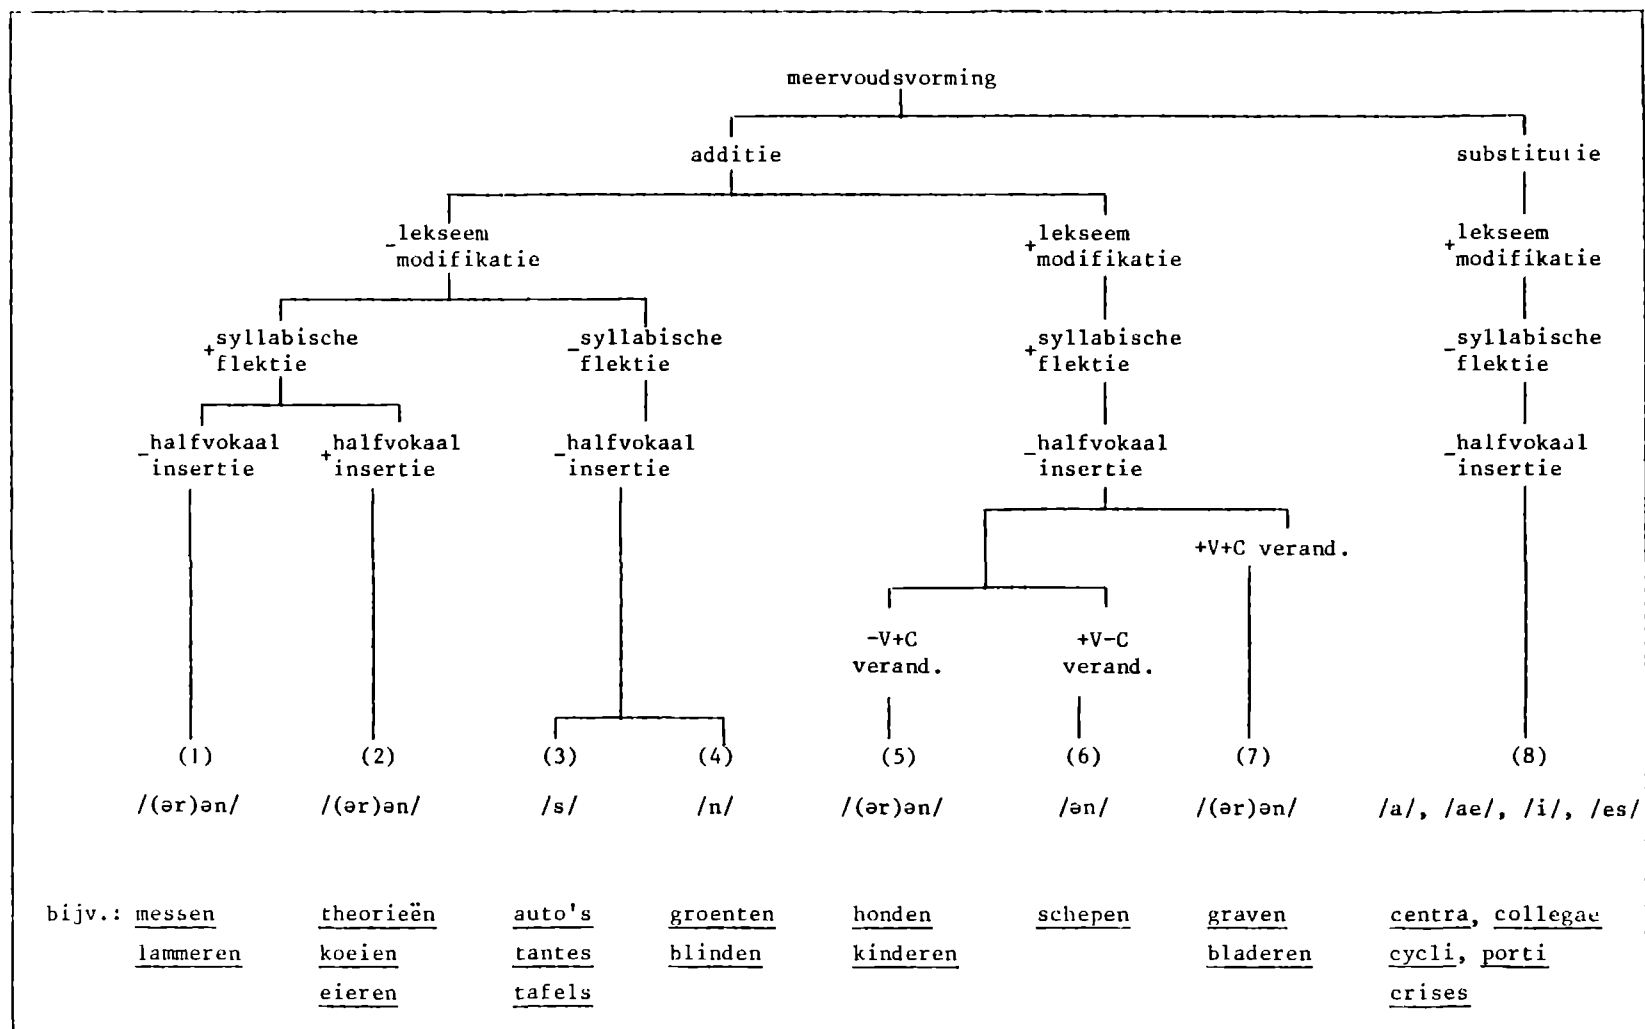 meervoudsvorming
additie substitutie
-lekseem modifikatie +lekseem modifikatie +lekseem modifikatie
+syllabische flektie -syllabische flektie +syllabische flektie -syllabische flektie
-halfvokaal insertie +halfvokaal insertie -halfvokaal insertie -halfvokaal insertie -halfvokaal insertie
+V+C verand.
-V+C verand. +V-C verand.
(1) (2) (3) (4) (5) (6) (7) (8)
/(ər)ən/ /(ər)ən/ /s/ /n/ /(ər)ən/ /ən/ /(ər)ən/ /a/, /ae/, /i/, /es/
bijv.: messen theorieën auto's groenten honden schepen graven centra, collegae
lammeren koeien tantes blinden kinderen bladeren cycli, porti
eieren tafels crises